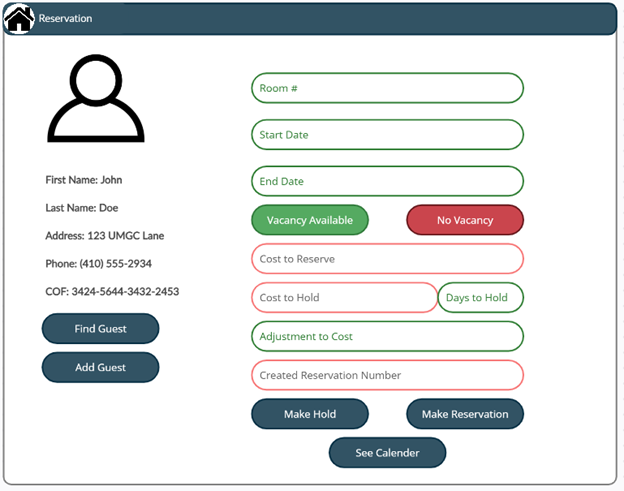 Reservation
First Name: John
Last Name: Doe
Address: 123 UMGC Lane
Phone: (410) 555-2934
COF: 3424-5644-3432-2453
Find Guest
Add Guest
Room #
Start Date
End Date
Vacancy Available
No Vacancy
Cost to Reserve
Cost to Hold
Days to Hold
Adjustment to Cost
Created Reservation Number
Make Hold
Make Reservation
See Calender